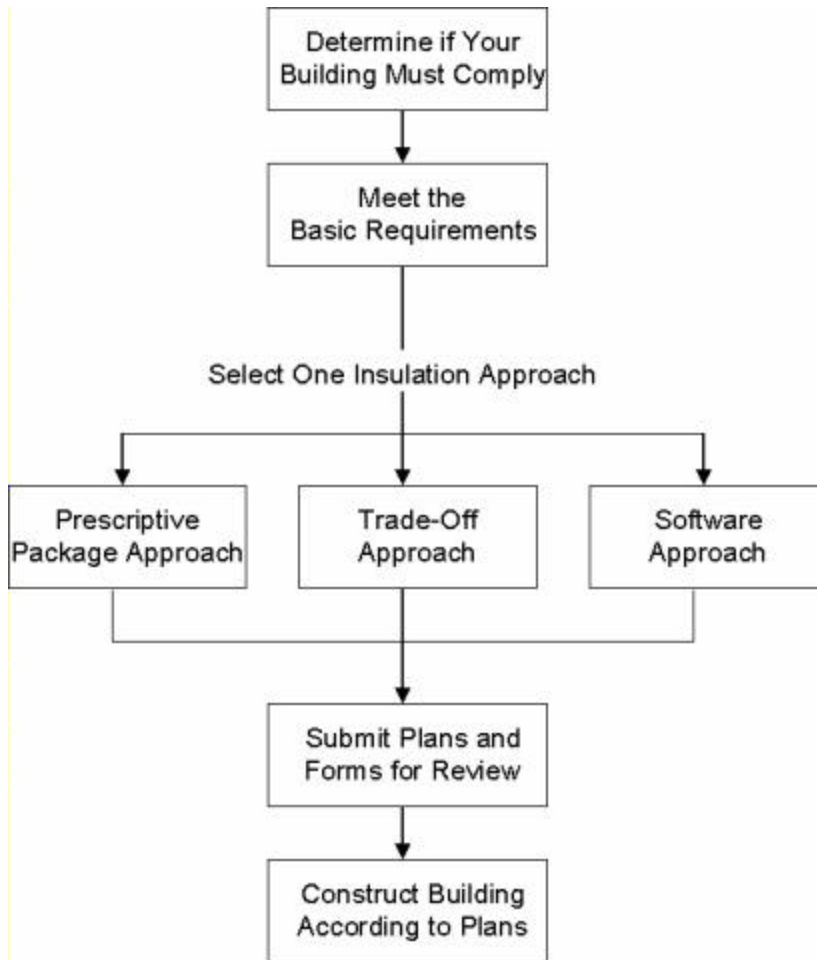 Determine if Your
Building Must Comply
Meet the
Basic Requirements
Select One Insulation Approach
Prescriptive
Package Approach
Trade-Off
Approach
Software
Approach
Submit Plans and
Forms for Review
Construct Building
According to Plans